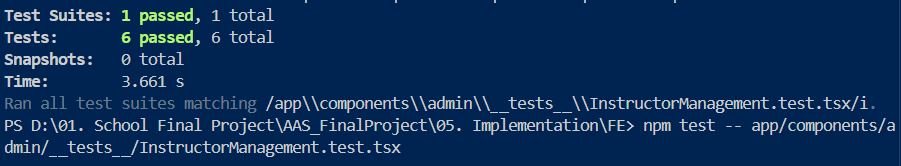 Test Suites: 1 passed, 1 total
Tests:       6 passed, 6 total
Snapshots:   0 total
Time:        3.661 s
Ran all test suites matching /app\\components\\admin\\__tests__\\InstructorManagement.test.tsx/i.
PS D:\01. School Final Project\AAS_FinalProject\05. Implementation\FE> npm test -- app/components/a
dmin/__tests__/InstructorManagement.test.tsx